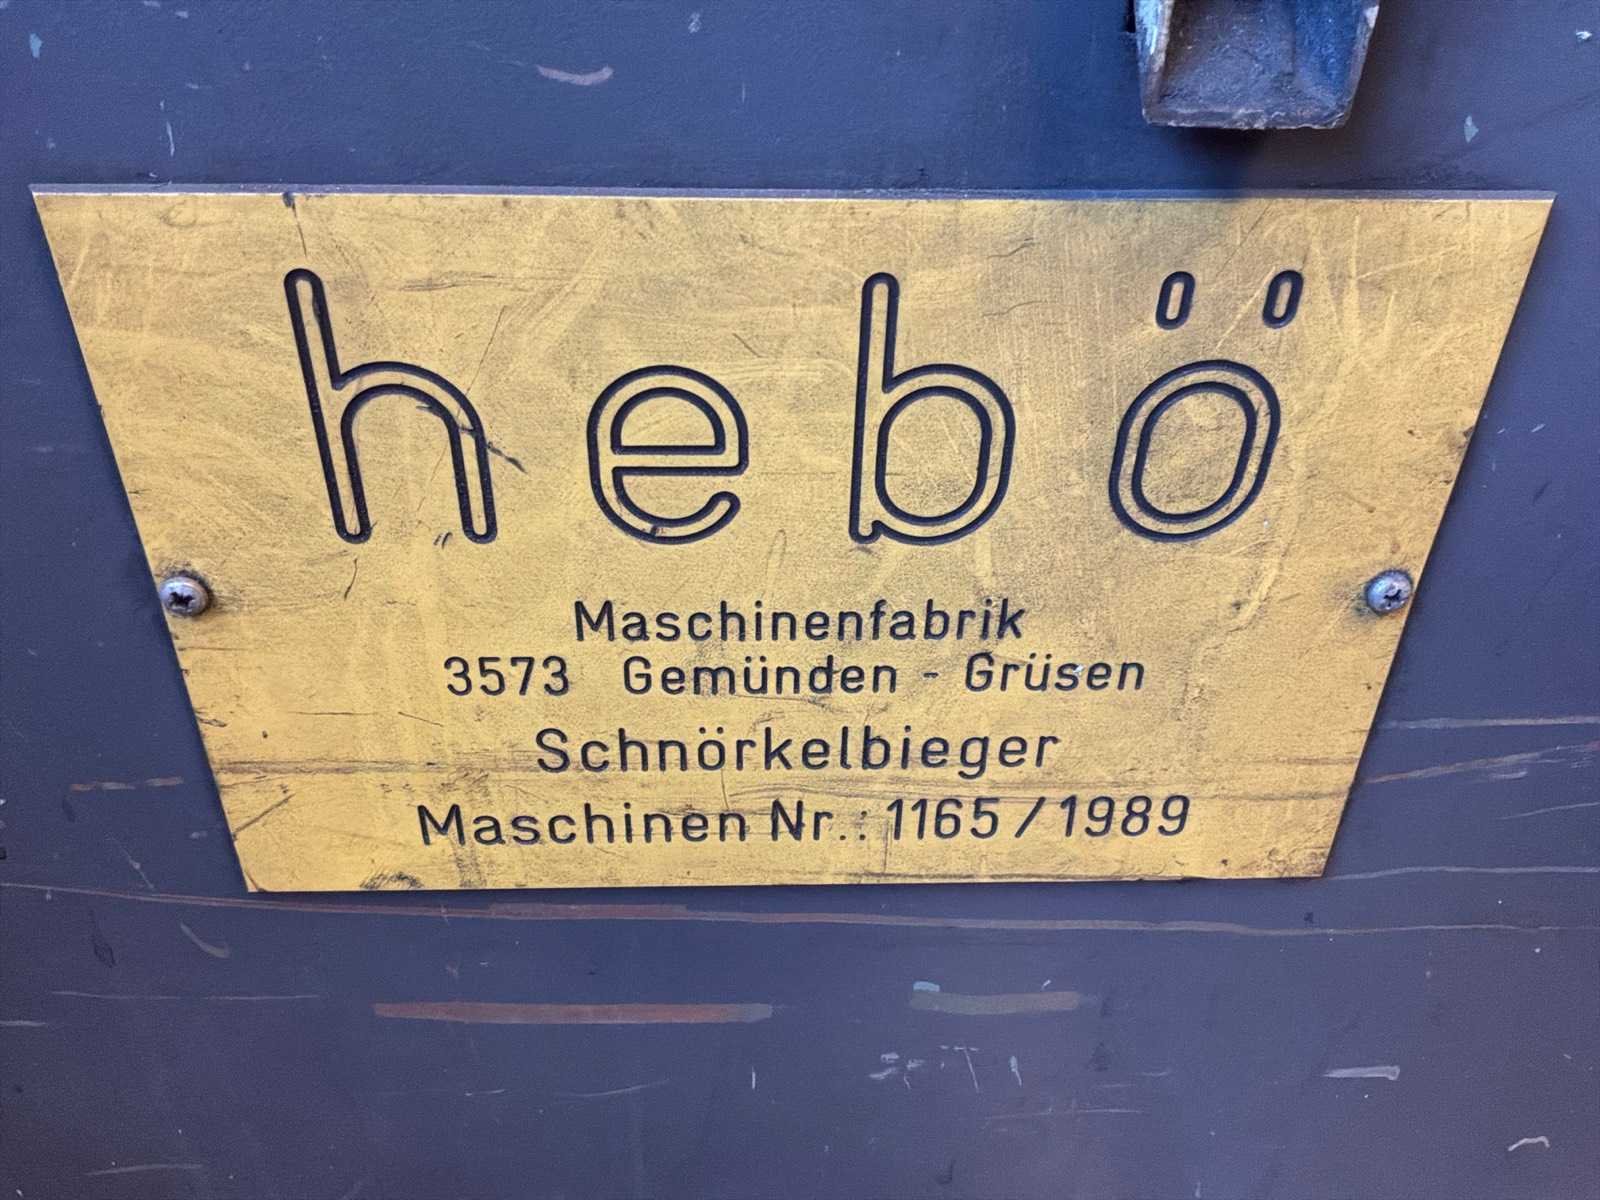 hebö
Maschinenfabrik
3573 Gemünden - Grüsen
Schnörkelbieger
Maschinen Nr.: 1165 / 1989